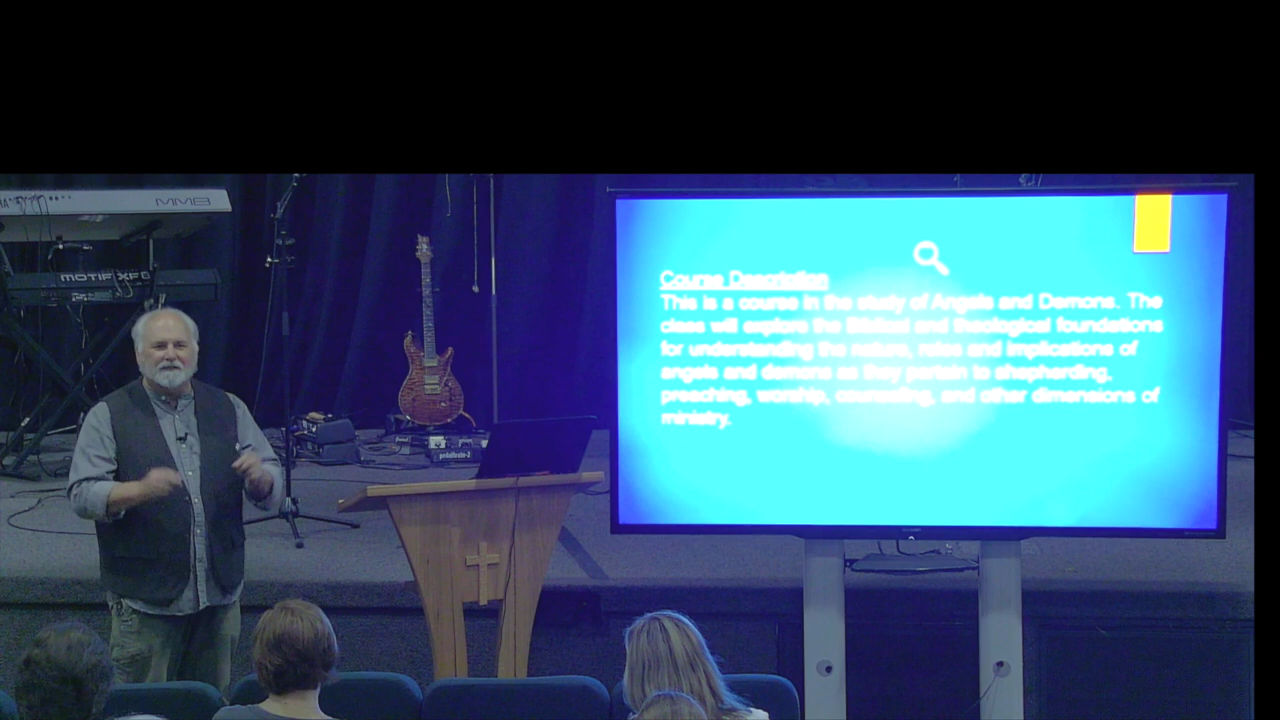 MM8
MOTIF XF8
Course Description
This is a course in the study of Angels and Demons. The
class will explore the Biblical and theological foundations
for understanding the nature, roles and implications of
angels and demons as they pertain to shepherding,
preaching, worship, counseling, and other dimensions of
ministry.